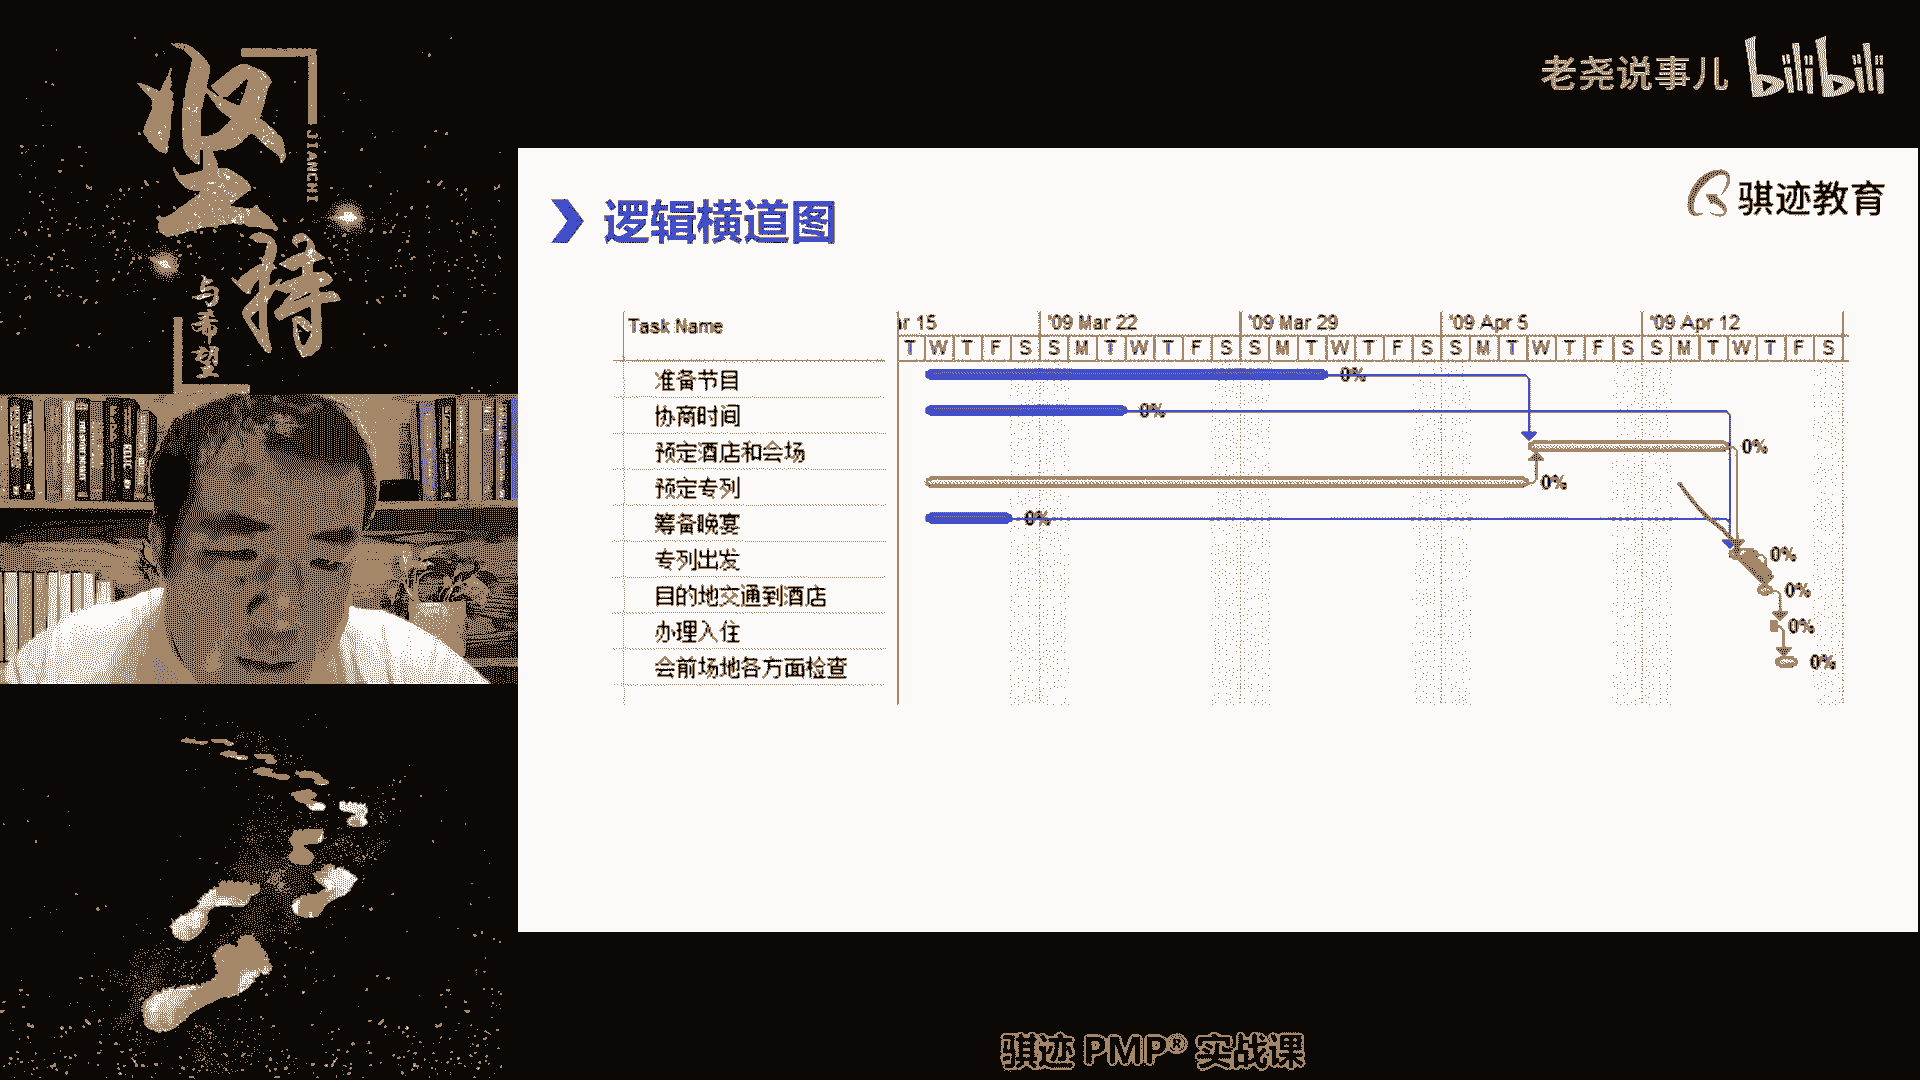 坚持
JIANCHI
与希望
老尧说事儿 bilibili
骐迹教育
逻辑横道图
Task Name
ar 15 '09 Mar 22 '09 Mar 29 '09 Apr 5 '09 Apr 12
T W T F S S M T W T F S S M T W T F S S M T W T F S S M T W T F S
准备节目 0%
协商时间 0%
预定酒店和会场 0%
预定专列 0%
筹备晚宴 0%
专列出发 0%
目的地交通到酒店 0%
办理入住 0%
会前场地各方面检查 0%
骐迹 PMP® 实战课